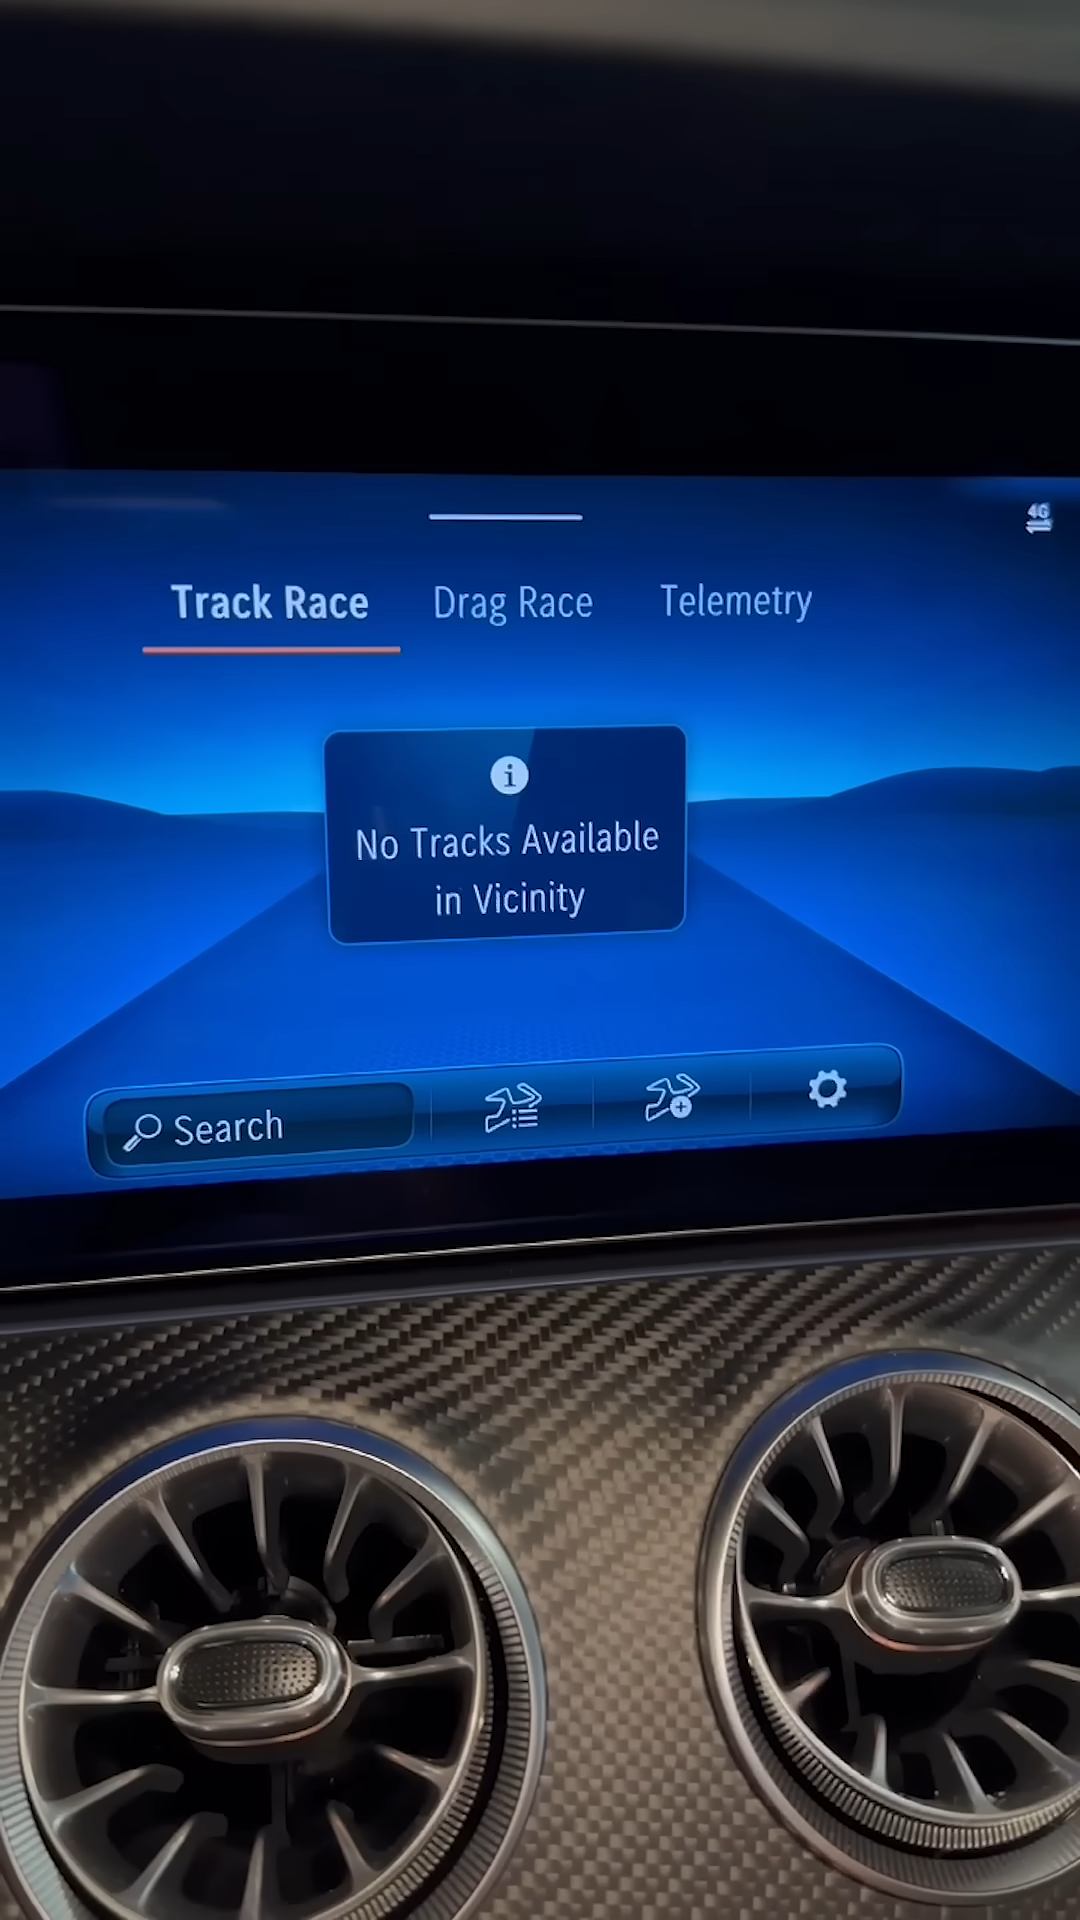 4G
Track Race Drag Race Telemetry
i
No Tracks Available
in Vicinity
Search